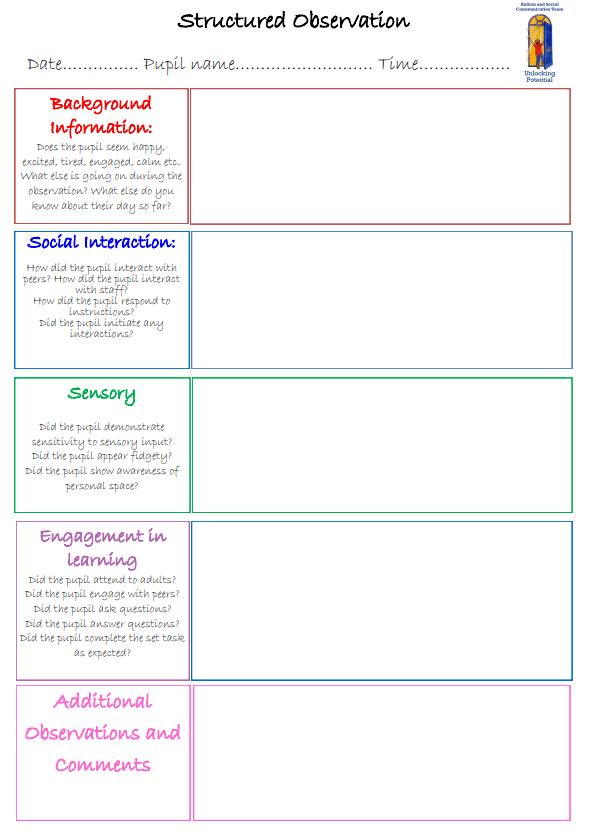 Structured Observation
Autism and Social
Communication Team
Unlocking
Potential
Date............... Pupil name........................... Time..................
Background
Information:
Does the pupil seem happy,
excited, tired, engaged, calm etc.
What else is going on during the
observation? What else do you
know about their day so far?
Social Interaction:
How did the pupil interact with
peers? How did the pupil interact
with staff?
How did the pupil respond to
instructions?
Did the pupil initiate any
interactions?
Sensory
Did the pupil demonstrate
sensitivity to sensory input?
Did the pupil appear fidgety?
Did the pupil show awareness of
personal space?
Engagement in
learning
Did the pupil attend to adults?
Did the pupil engage with peers?
Did the pupil ask questions?
Did the pupil answer questions?
Did the pupil complete the set task
as expected?
Additional
Observations and
Comments